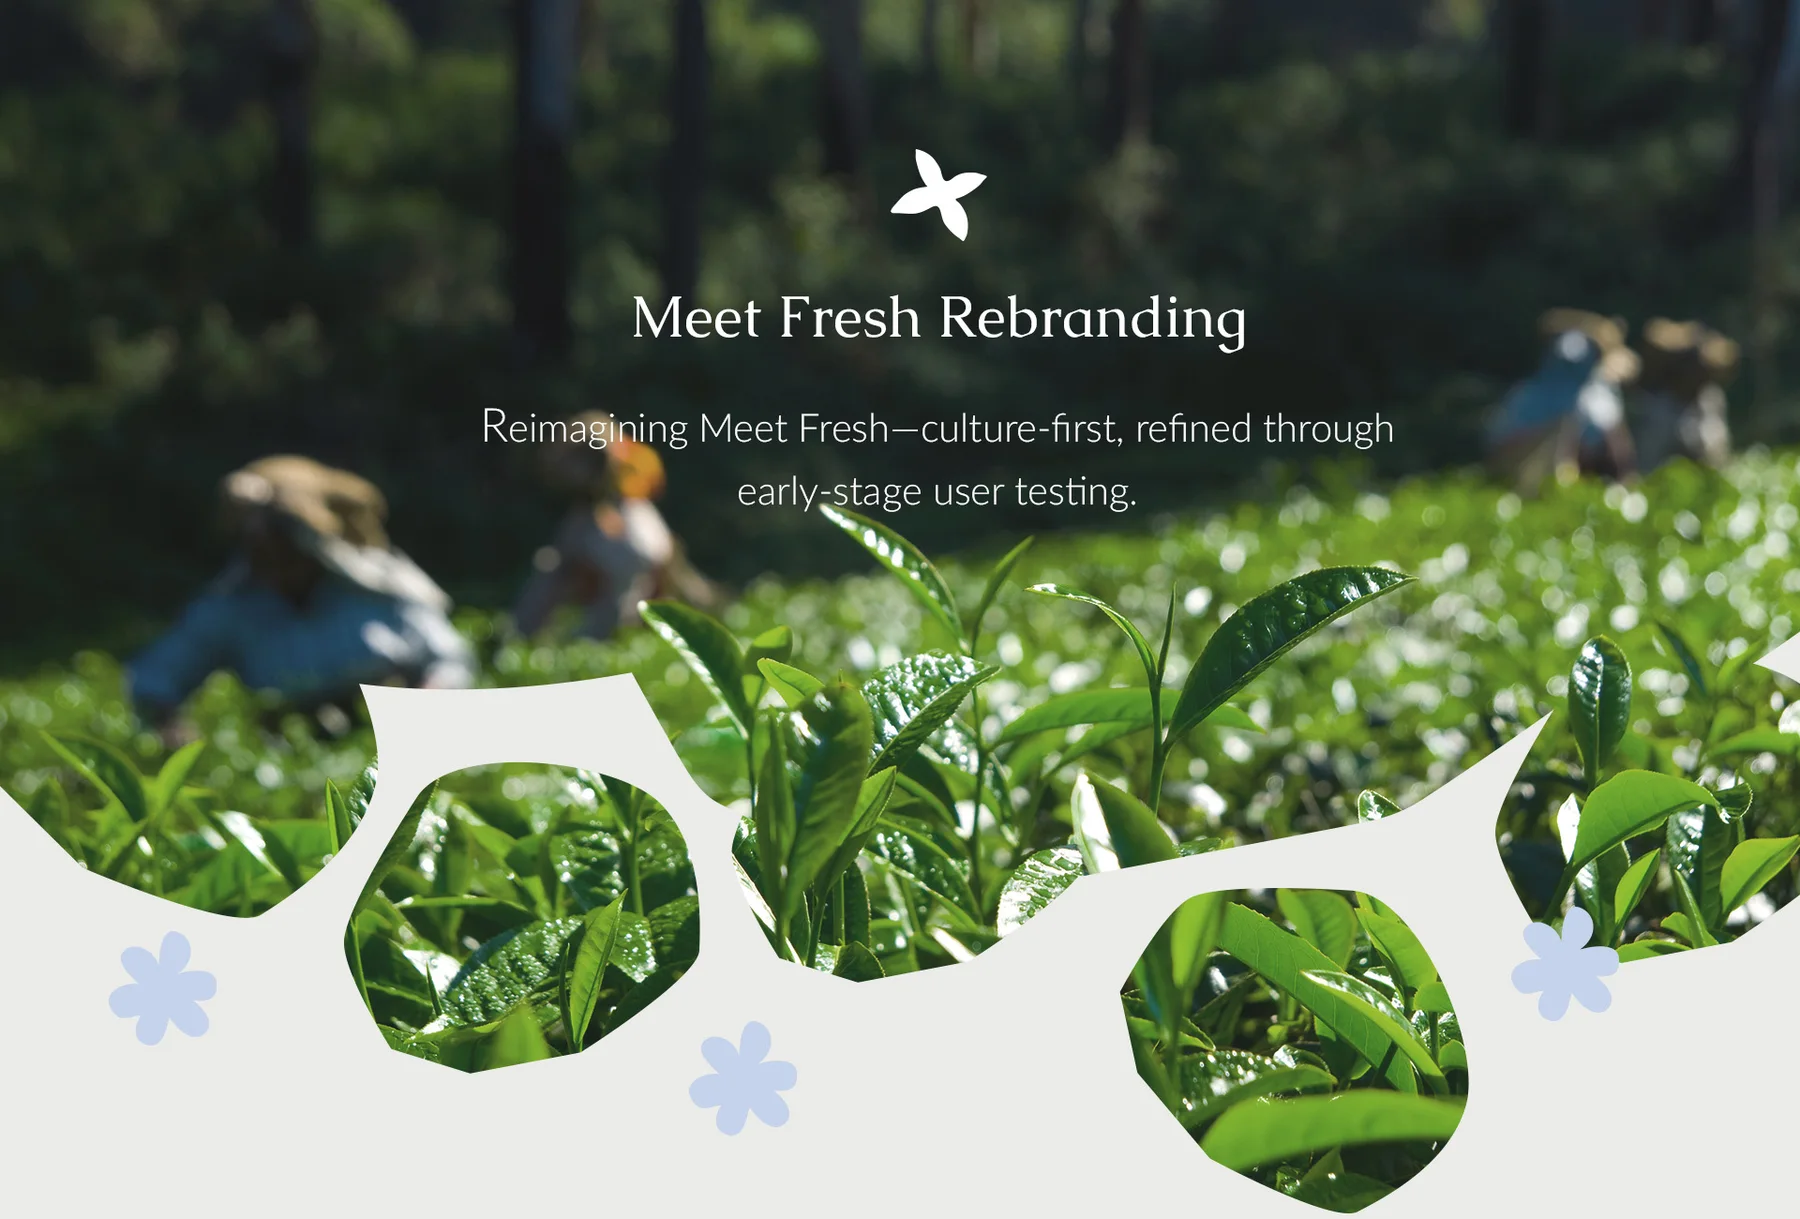 Meet Fresh Rebranding
Reimagining Meet Fresh—culture-first, refined through
early-stage user testing.